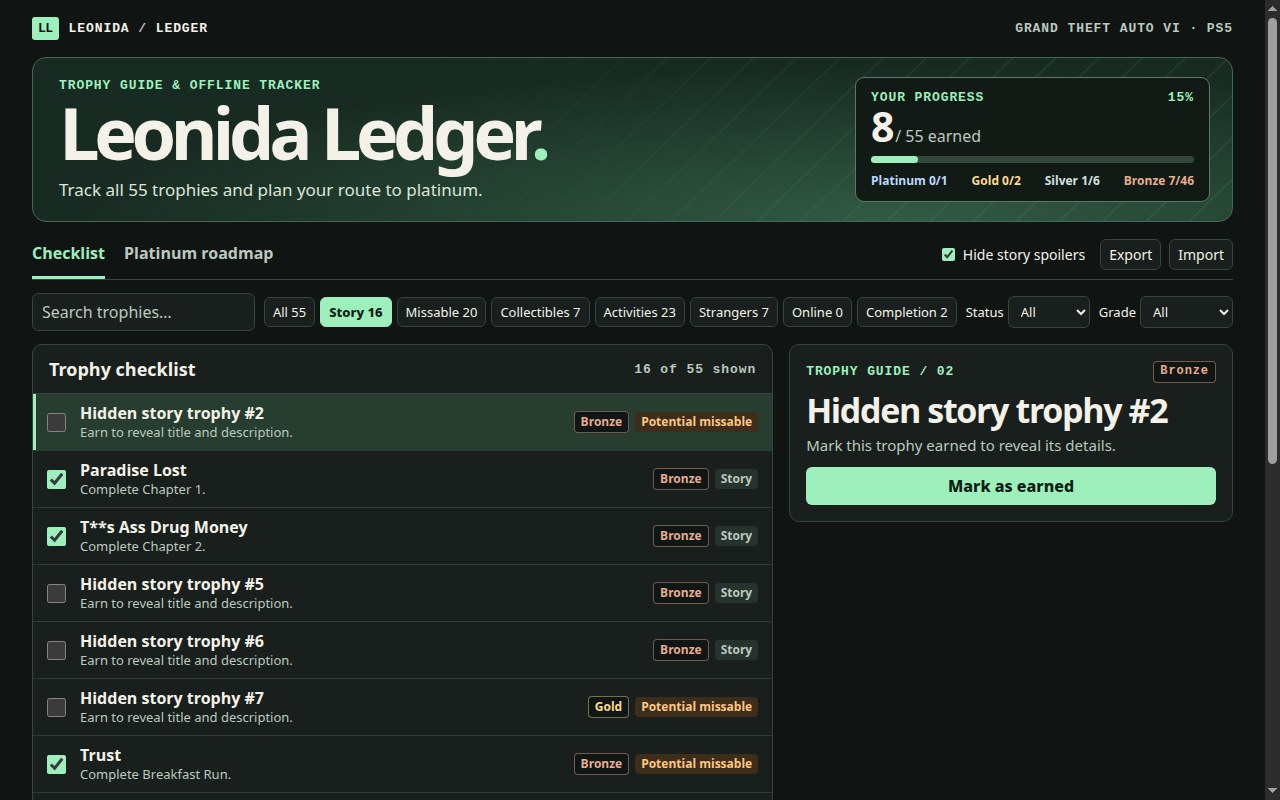 LL LEONIDA / LEDGER
GRAND THEFT AUTO VI · PS5
TROPHY GUIDE & OFFLINE TRACKER
Leonida Ledger.
Track all 55 trophies and plan your route to platinum.
YOUR PROGRESS 15%
8 / 55 earned
Platinum 0/1 Gold 0/2 Silver 1/6 Bronze 7/46
Checklist Platinum roadmap
Hide story spoilers Export Import
Search trophies... All 55 Story 16 Missable 20 Collectibles 7 Activities 23 Strangers 7 Online 0 Completion 2 Status All Grade All
Trophy checklist 16 of 55 shown
Hidden story trophy #2
Earn to reveal title and description.
Bronze Potential missable
Paradise Lost
Complete Chapter 1.
Bronze Story
T**s Ass Drug Money
Complete Chapter 2.
Bronze Story
Hidden story trophy #5
Earn to reveal title and description.
Bronze Story
Hidden story trophy #6
Earn to reveal title and description.
Bronze Story
Hidden story trophy #7
Earn to reveal title and description.
Gold Potential missable
Trust
Complete Breakfast Run.
Bronze Potential missable
TROPHY GUIDE / 02 Bronze
Hidden story trophy #2
Mark this trophy earned to reveal its details.
Mark as earned